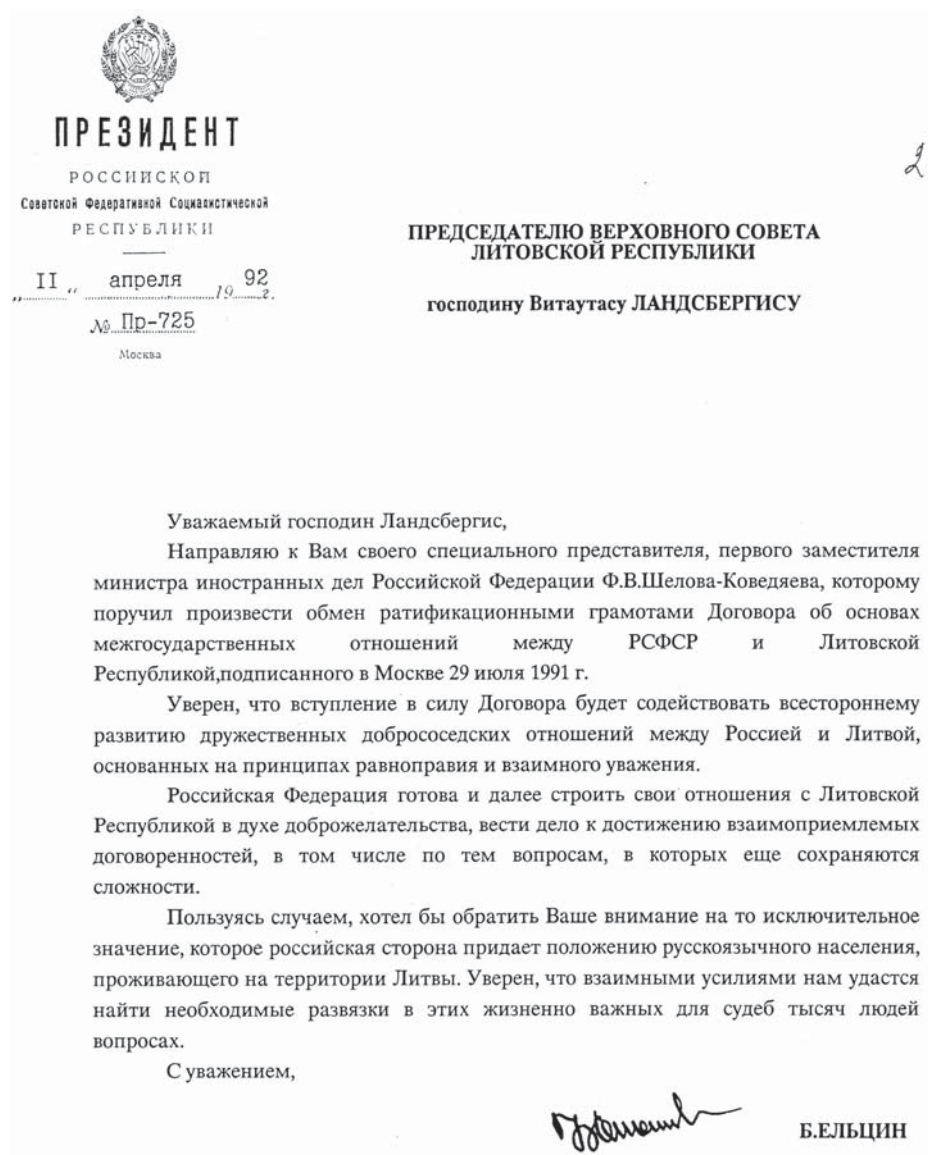 ПРЕЗИДЕНТ
РОССИЙСКОЙ
Советской Федеративной Социалистической
РЕСПУБЛИКИ
„ II „ апреля 19 92 г.
№ Пр-725
Москва
2
ПРЕДСЕДАТЕЛЮ ВЕРХОВНОГО СОВЕТА
ЛИТОВСКОЙ РЕСПУБЛИКИ
господину Витаутасу ЛАНДСБЕРГИСУ
Уважаемый господин Ландсбергис,
Направляю к Вам своего специального представителя, первого заместителя
министра иностранных дел Российской Федерации Ф.В.Шелова-Коведяева, которому
поручил произвести обмен ратификационными грамотами Договора об основах
межгосударственных отношений между РСФСР и Литовской
Республикой,подписанного в Москве 29 июля 1991 г.
Уверен, что вступление в силу Договора будет содействовать всестороннему
развитию дружественных добрососедских отношений между Россией и Литвой,
основанных на принципах равноправия и взаимного уважения.
Российская Федерация готова и далее строить свои отношения с Литовской
Республикой в духе доброжелательства, вести дело к достижению взаимоприемлемых
договоренностей, в том числе по тем вопросам, в которых еще сохраняются
сложности.
Пользуясь случаем, хотел бы обратить Ваше внимание на то исключительное
значение, которое российская сторона придает положению русскоязычного населения,
проживающего на территории Литвы. Уверен, что взаимными усилиями нам удастся
найти необходимые развязки в этих жизненно важных для судеб тысяч людей
вопросах.
С уважением,
Б.ЕЛЬЦИН